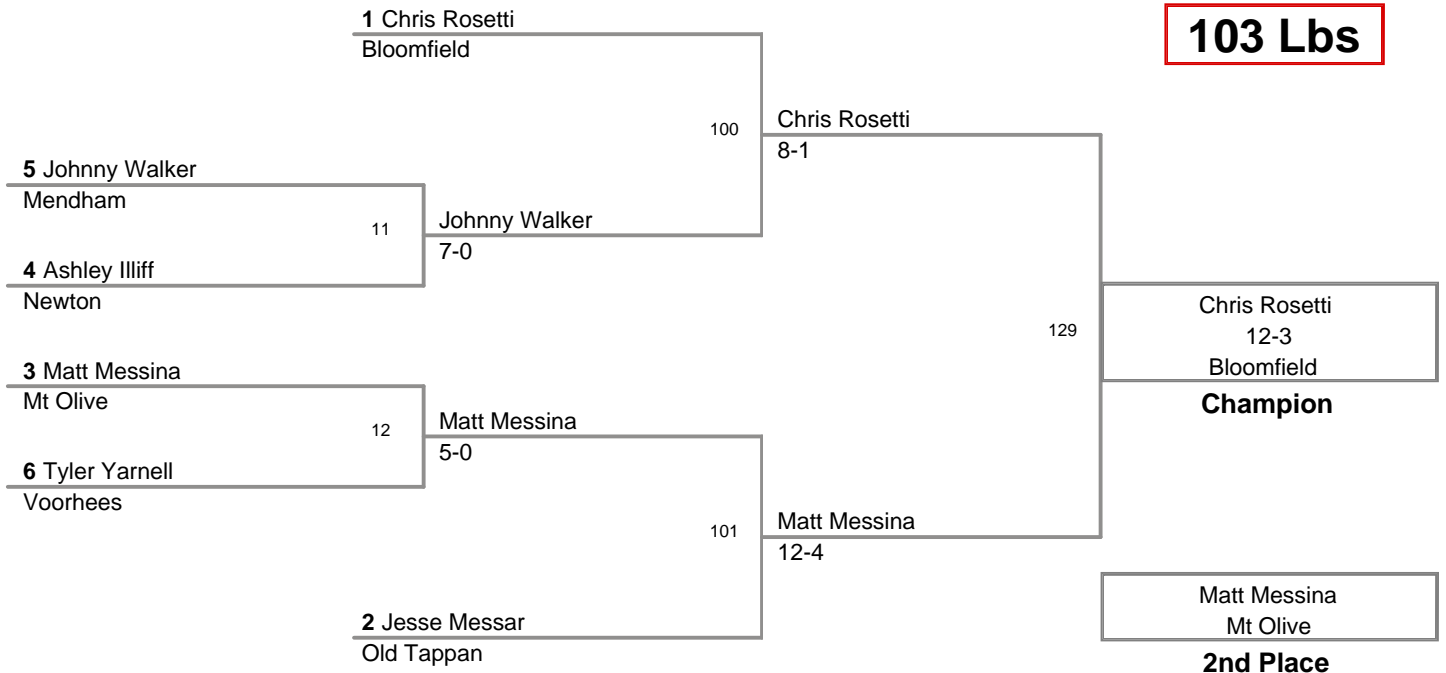 1 Chris Rosetti
Bloomfield
103 Lbs
100
Chris Rosetti
8-1
5 Johnny Walker
Mendham
11
Johnny Walker
7-0
4 Ashley Illiff
Newton
129
Chris Rosetti
12-3
Bloomfield
Champion
3 Matt Messina
Mt Olive
12
Matt Messina
5-0
6 Tyler Yarnell
Voorhees
101
Matt Messina
12-4
2 Jesse Messar
Old Tappan
Matt Messina
Mt Olive
2nd Place